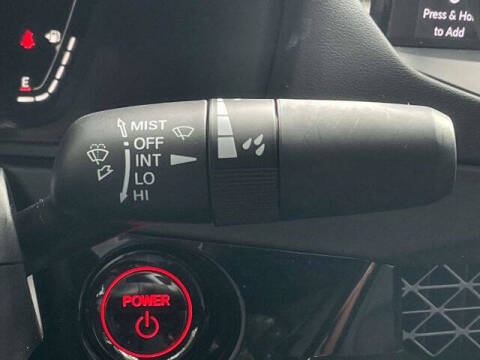 Press & Ho
to Add
E
MIST
OFF
INT
LO
HI
POWER